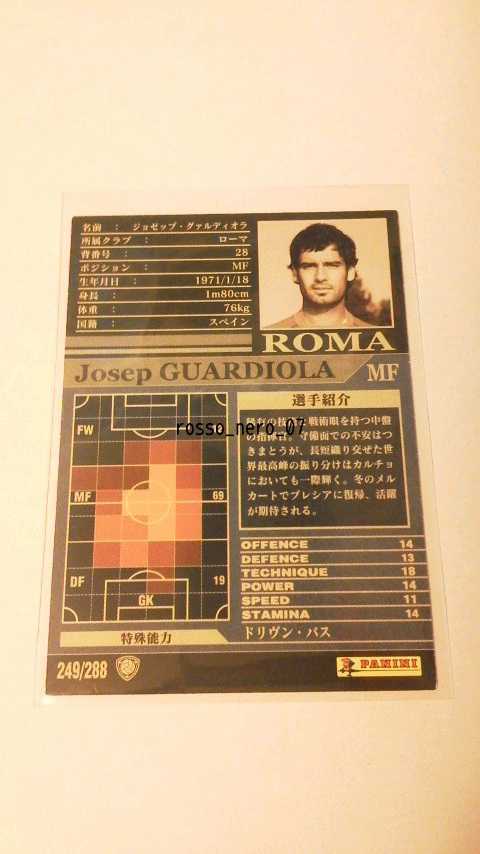 名前 ： ジョゼップ・グァルディオラ
所属クラブ ： ローマ
背番号 ： 28
ポジション ： MF
生年月日 ： 1971/1/18
身長 ： 1m80cm
体重 ： 76kg
国籍 ： スペイン
ROMA
Josep GUARDIOLA MF
FW
MF 69
DF 19
GK
選手紹介
戦術眼を持つ中盤
の指揮官。守備面での不安はつ
きまとうが、長短織り交ぜた世
界最高峰の振り分けはカルチョ
においても一際輝く。冬のメル
カートでブレシアに復帰、活躍
が期待される。
rosso_nero_07
OFFENCE 14
DEFENCE 13
TECHNIQUE 18
POWER 14
SPEED 11
STAMINA 14
特殊能力 ドリヴン・パス
249/288
PANINI